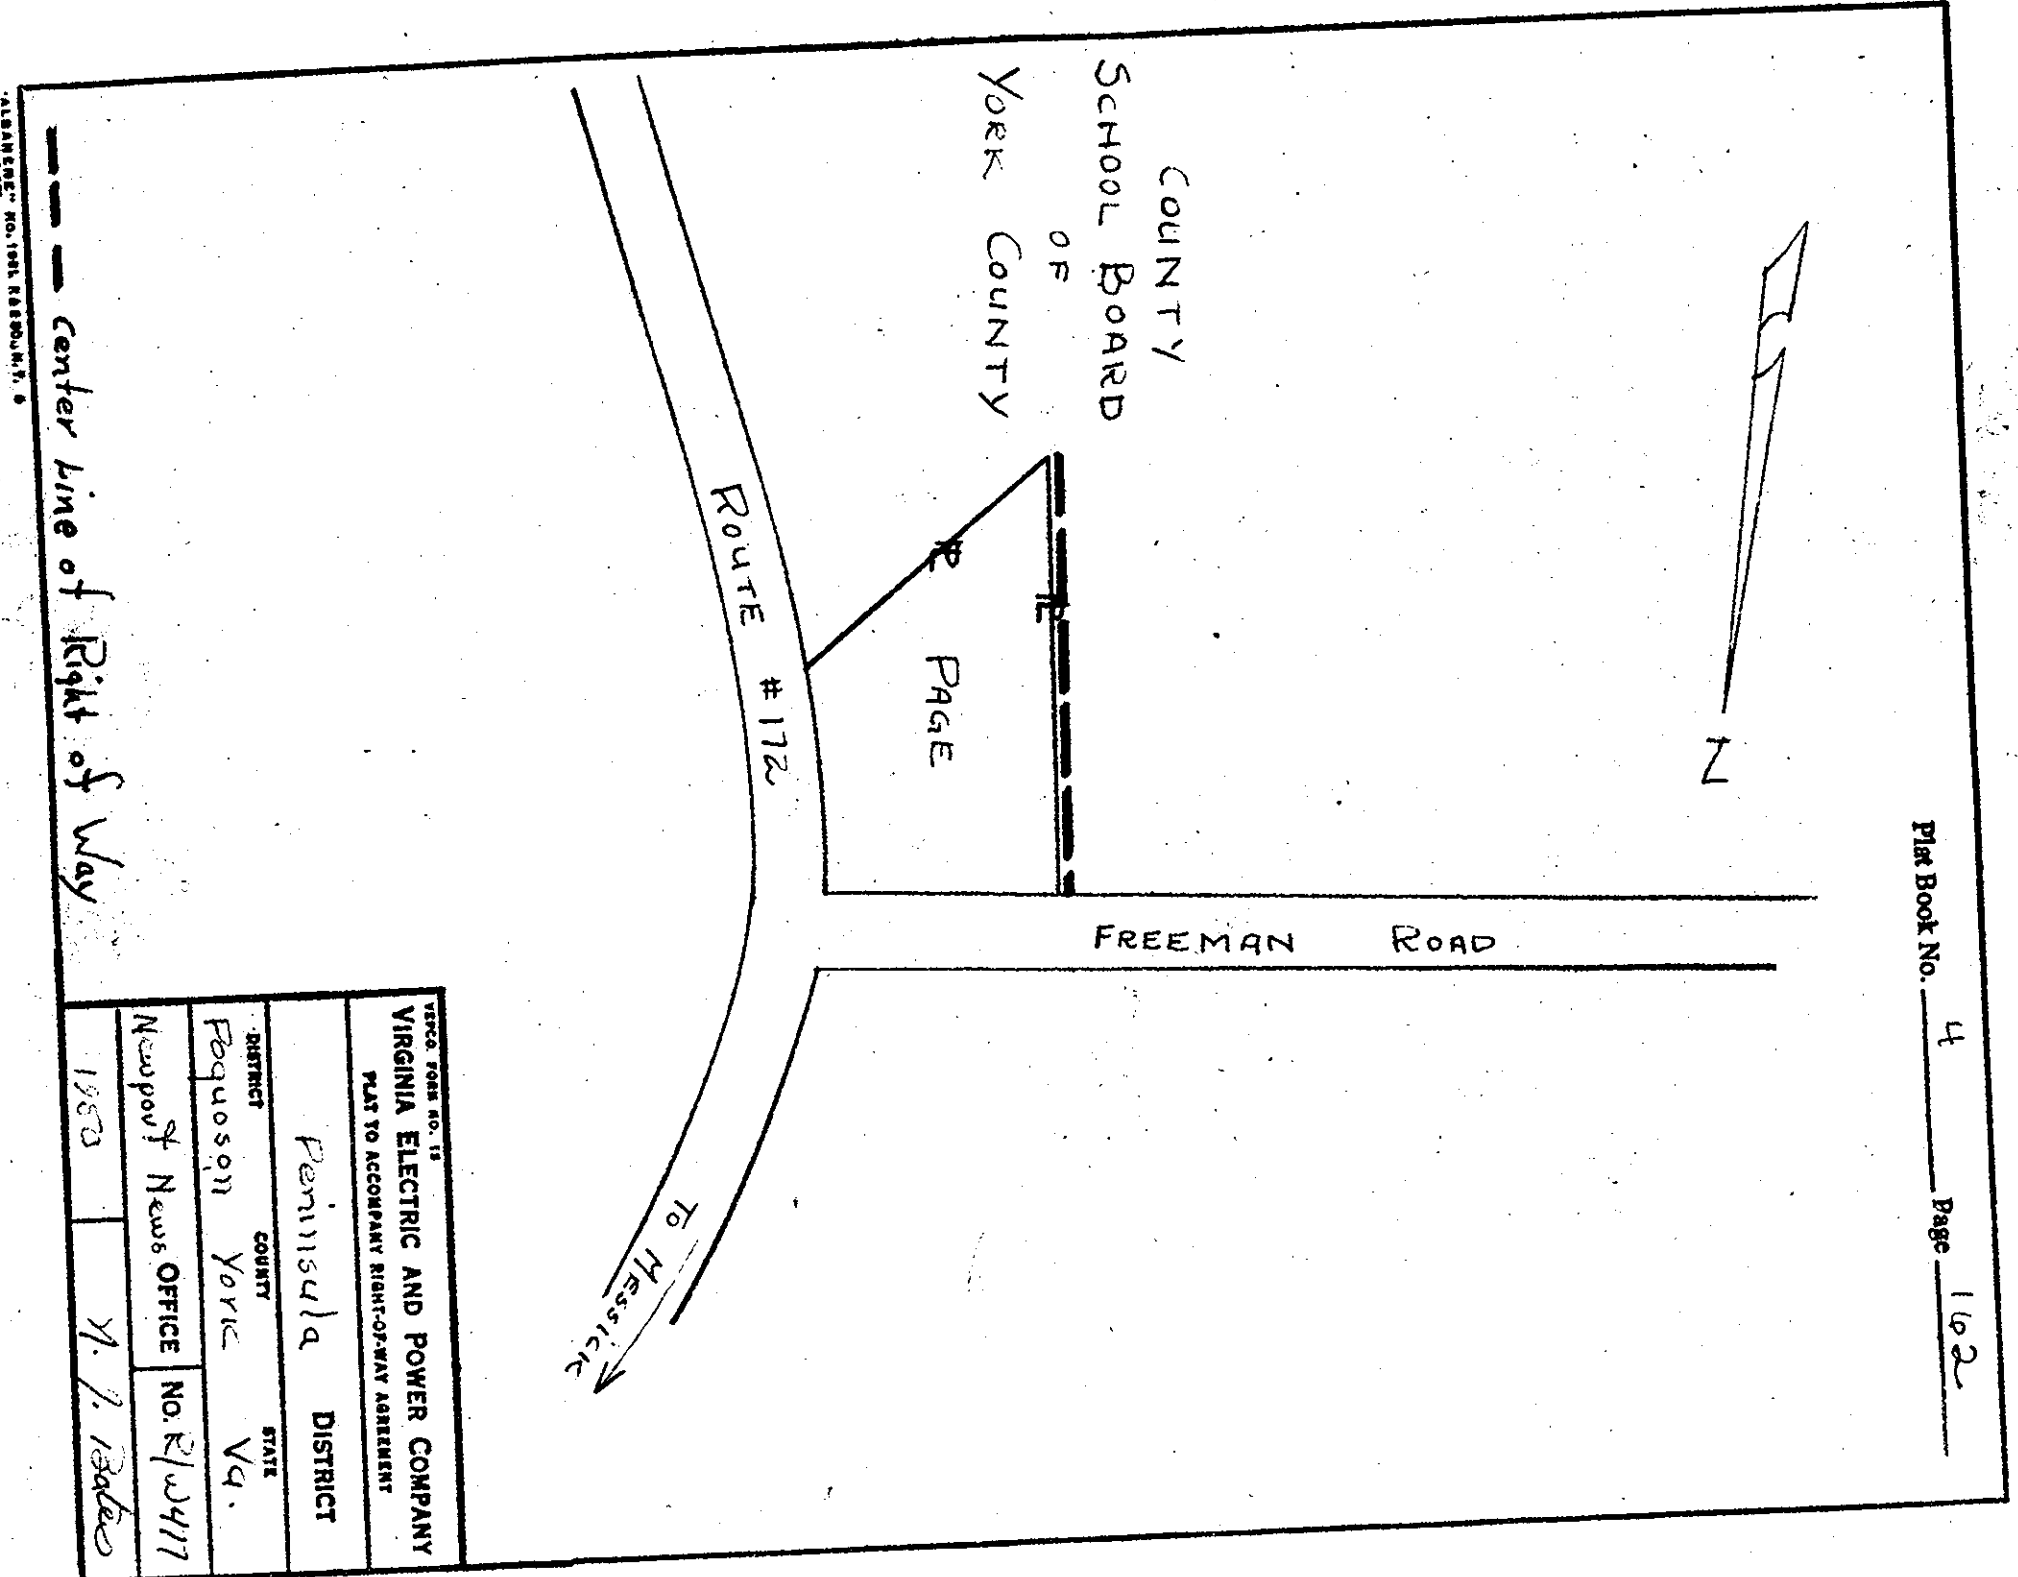 Plat Book No. 4 Page 162
N
COUNTY
SCHOOL BOARD
OF
YORK COUNTY
FREEMAN ROAD
PAGE
ROUTE #172
TO MESSICK
Center Line of Right of Way
VEPCO. FORM NO. 15
VIRGINIA ELECTRIC AND POWER COMPANY
PLAT TO ACCOMPANY RIGHT-OF-WAY AGREEMENT
Peninsula DISTRICT
DISTRICT COUNTY STATE
Poquoson York Va.
Newport News OFFICE NO. R/W417
Bateo